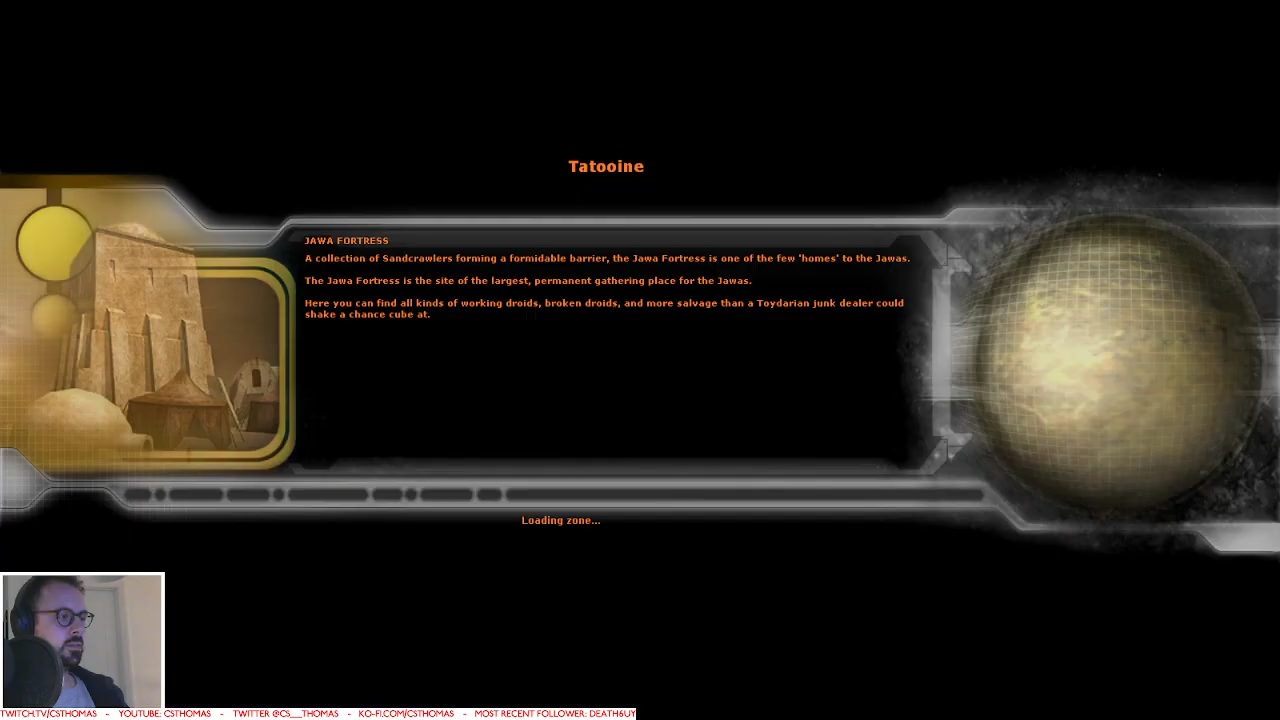 Tatooine
JAWA FORTRESS
A collection of Sandcrawlers forming a formidable barrier, the Jawa Fortress is one of the few 'homes' to the Jawas.
The Jawa Fortress is the site of the largest, permanent gathering place for the Jawas.
Here you can find all kinds of working droids, broken droids, and more salvage than a Toydarian junk dealer could
shake a chance cube at.
Loading zone...
TWITCH.TV/CSTHOMAS - YOUTUBE: CSTHOMAS - TWITTER @CS__THOMAS - KO-FI.COM/CSTHOMAS - MOST RECENT FOLLOWER: DEATH6UY